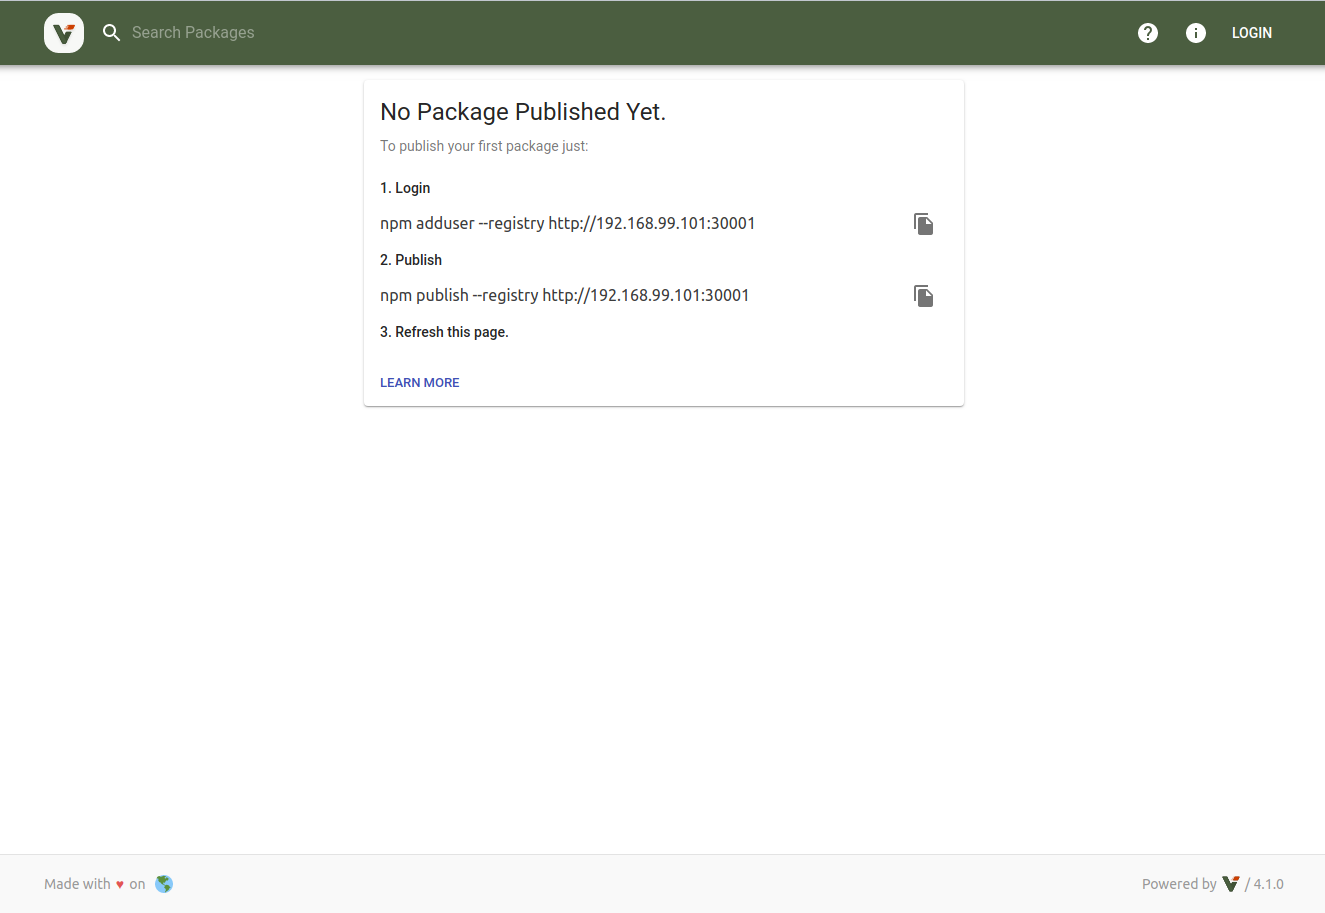 Search Packages
LOGIN
No Package Published Yet.
To publish your first package just:
1. Login
npm adduser --registry http://192.168.99.101:30001
2. Publish
npm publish --registry http://192.168.99.101:30001
3. Refresh this page.
LEARN MORE
Made with ♥ on
Powered by / 4.1.0